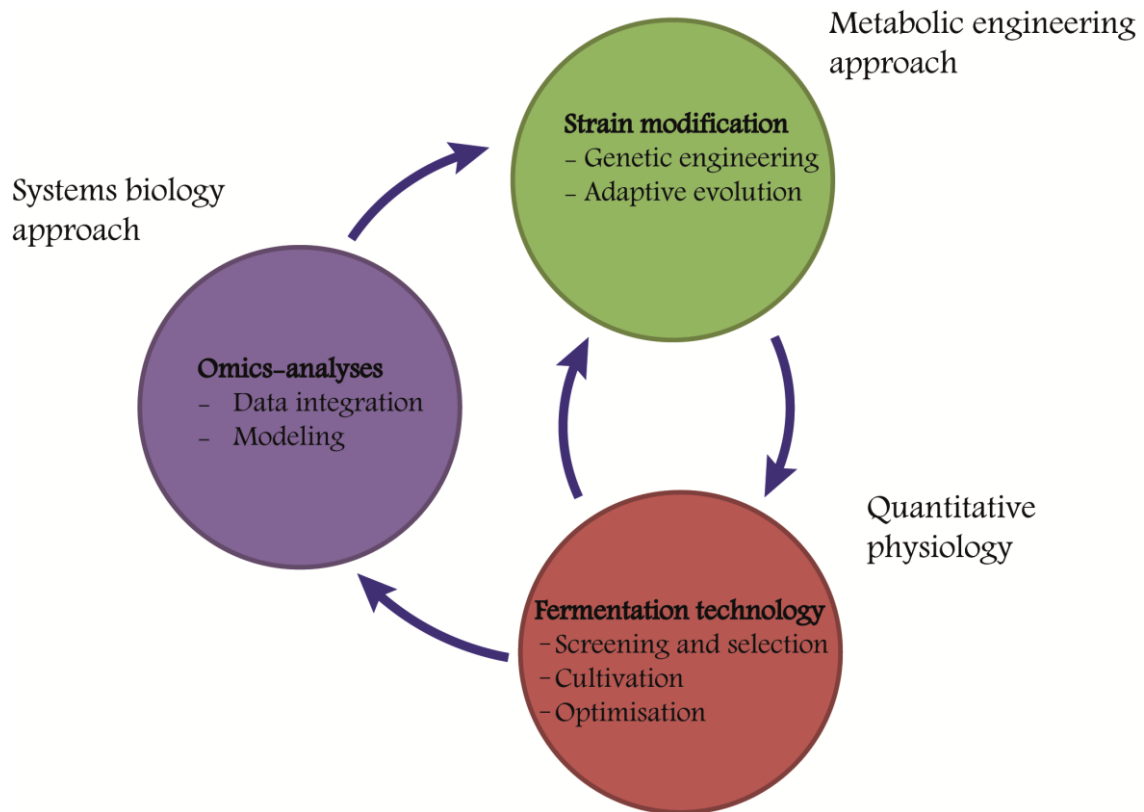 Metabolic engineering
approach
Strain modification
- Genetic engineering
- Adaptive evolution
Systems biology
approach
Omics-analyses
- Data integration
- Modeling
Quantitative
physiology
Fermentation technology
- Screening and selection
- Cultivation
- Optimisation